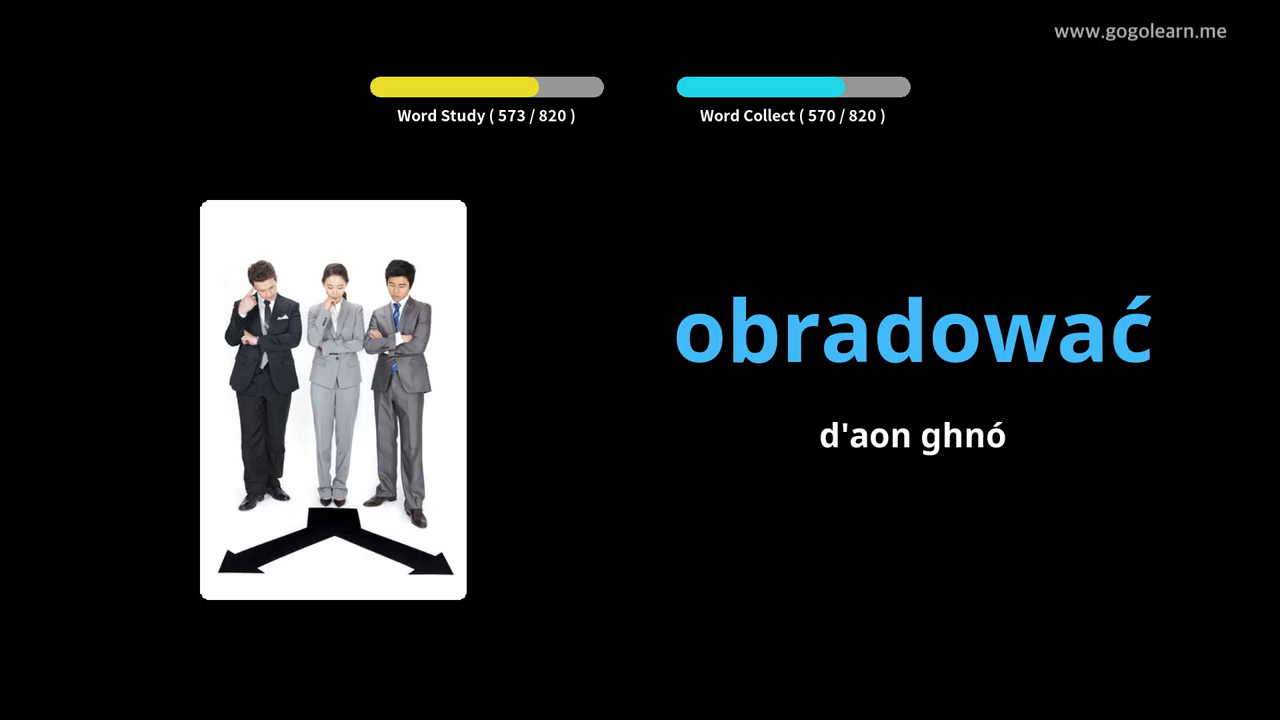 www.gogolearn.me
Word Study ( 573 / 820 )
Word Collect ( 570 / 820 )
obradować
d'aon ghnó